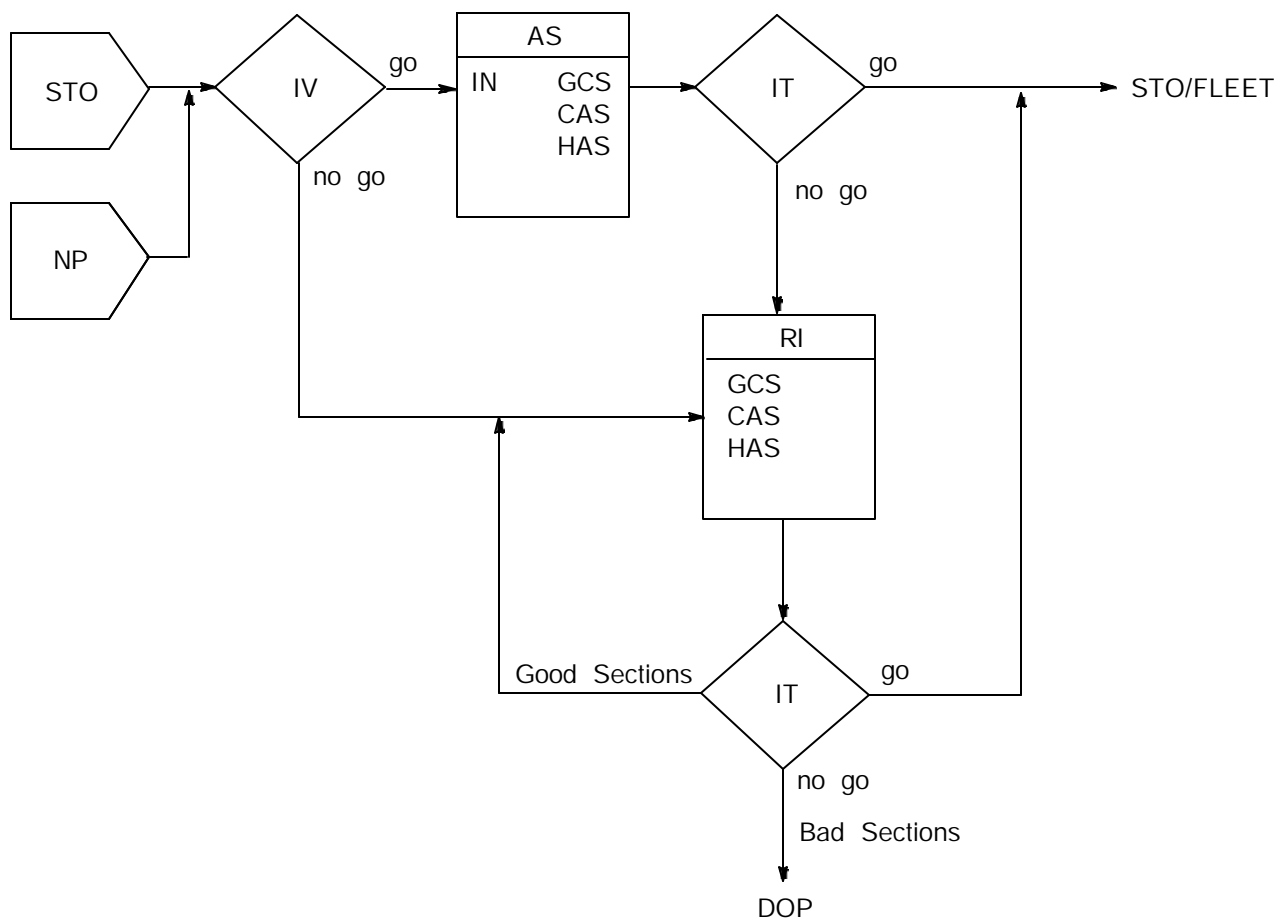 AS
go
go
STO
IV
IN GCS
IT
STO/FLEET
CAS
HAS
no go
no go
NP
RI
GCS
CAS
HAS
Good Sections
go
IT
no go
Bad Sections
DOP